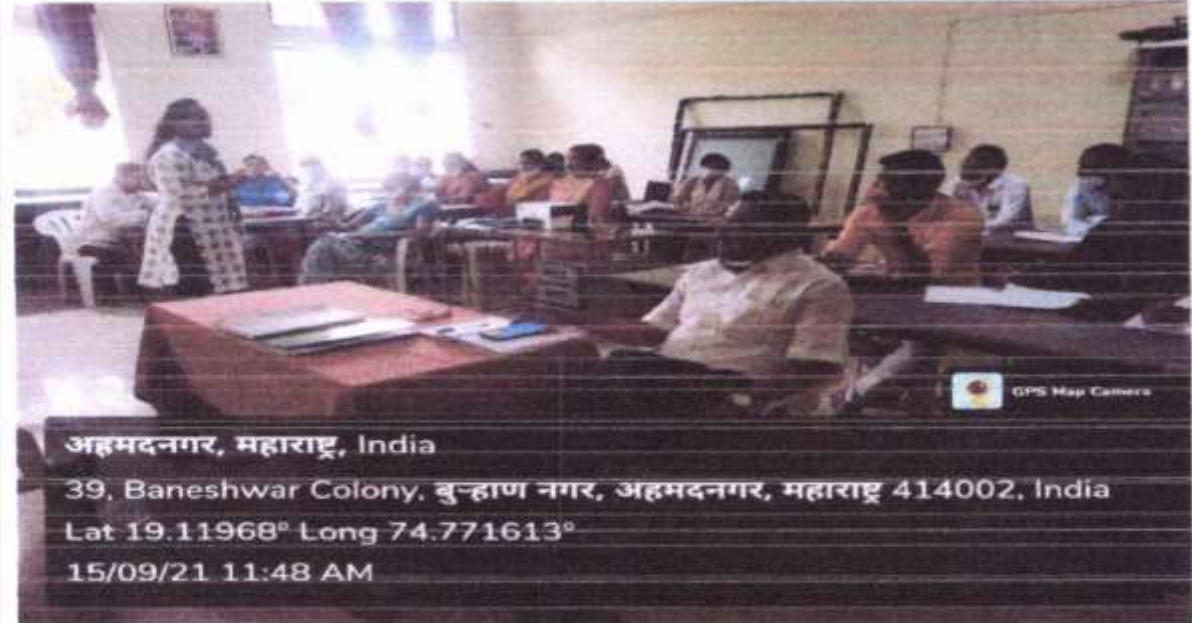 GPS Map Camera
अहमदनगर, महाराष्ट्र, India
39, Baneshwar Colony, बुऱ्हाण नगर, अहमदनगर, महाराष्ट्र 414002, India
Lat 19.11968° Long 74.771613°
15/09/21 11:48 AM